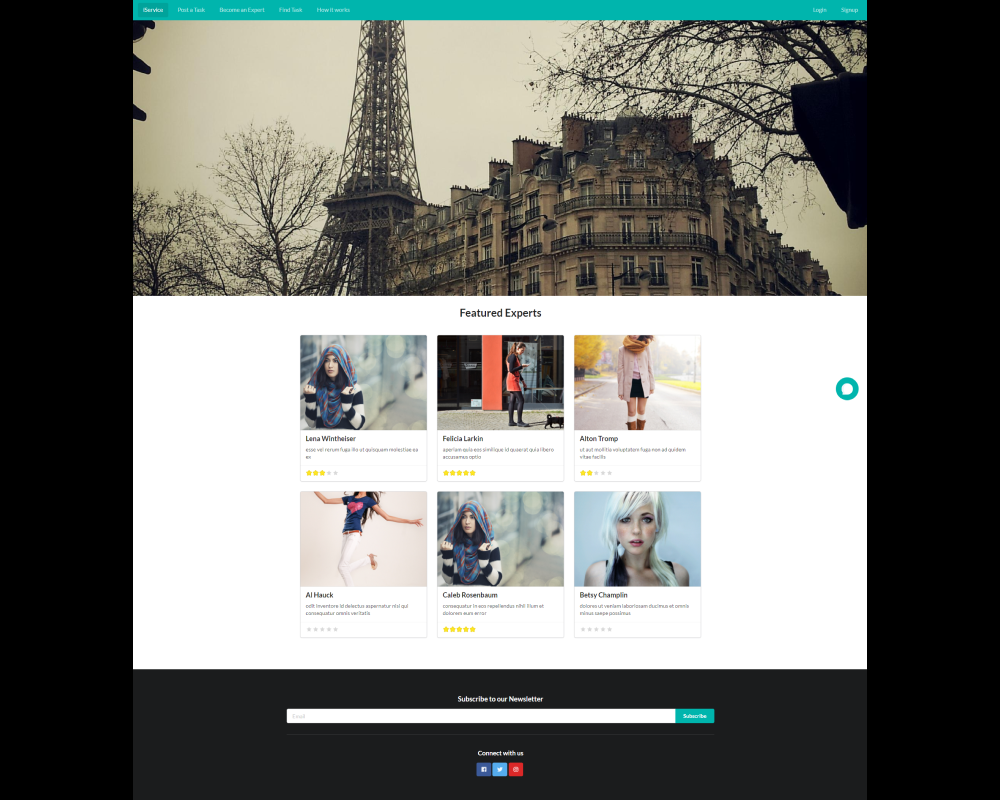 iService Post a Task Become an Expert Find Task How it works Login Signup
Featured Experts
Lena Wintheiser
esse vel rerum fuga illo ut quisquam molestiae ea
ex
Felicia Larkin
aperiam quia eos similique id quaerat quia libero
accusamus optio
Alton Tromp
ut aut mollitia voluptatem fuga non ad quidem
vitae facilis
Al Hauck
odit inventore id delectus aspernatur nisi qui
consequatur omnis veritatis
Caleb Rosenbaum
consequatur in eos repellendus nihil illum et
dolorem eum error
Betsy Champlin
dolores ut veniam laboriosam ducimus et omnis
minus saepe possimus
Subscribe to our Newsletter
Email Subscribe
Connect with us